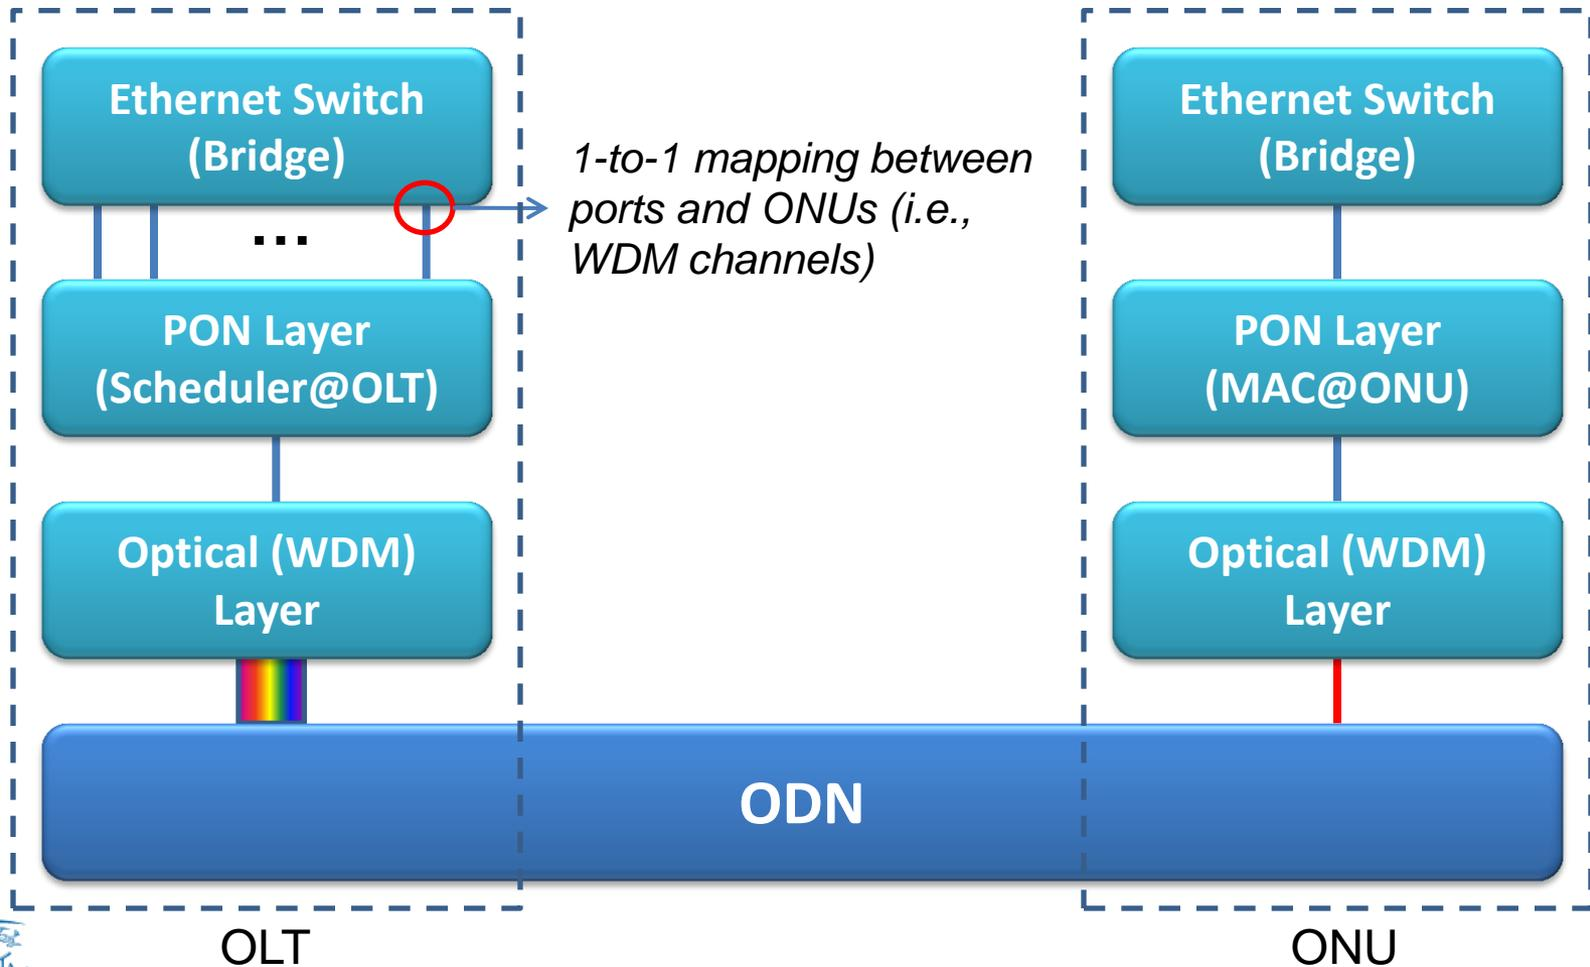 Ethernet Switch
(Bridge)
...
1-to-1 mapping between
ports and ONUs (i.e.,
WDM channels)
PON Layer
(Scheduler@OLT)
Optical (WDM)
Layer
Ethernet Switch
(Bridge)
PON Layer
(MAC@ONU)
Optical (WDM)
Layer
ODN
OLT
ONU